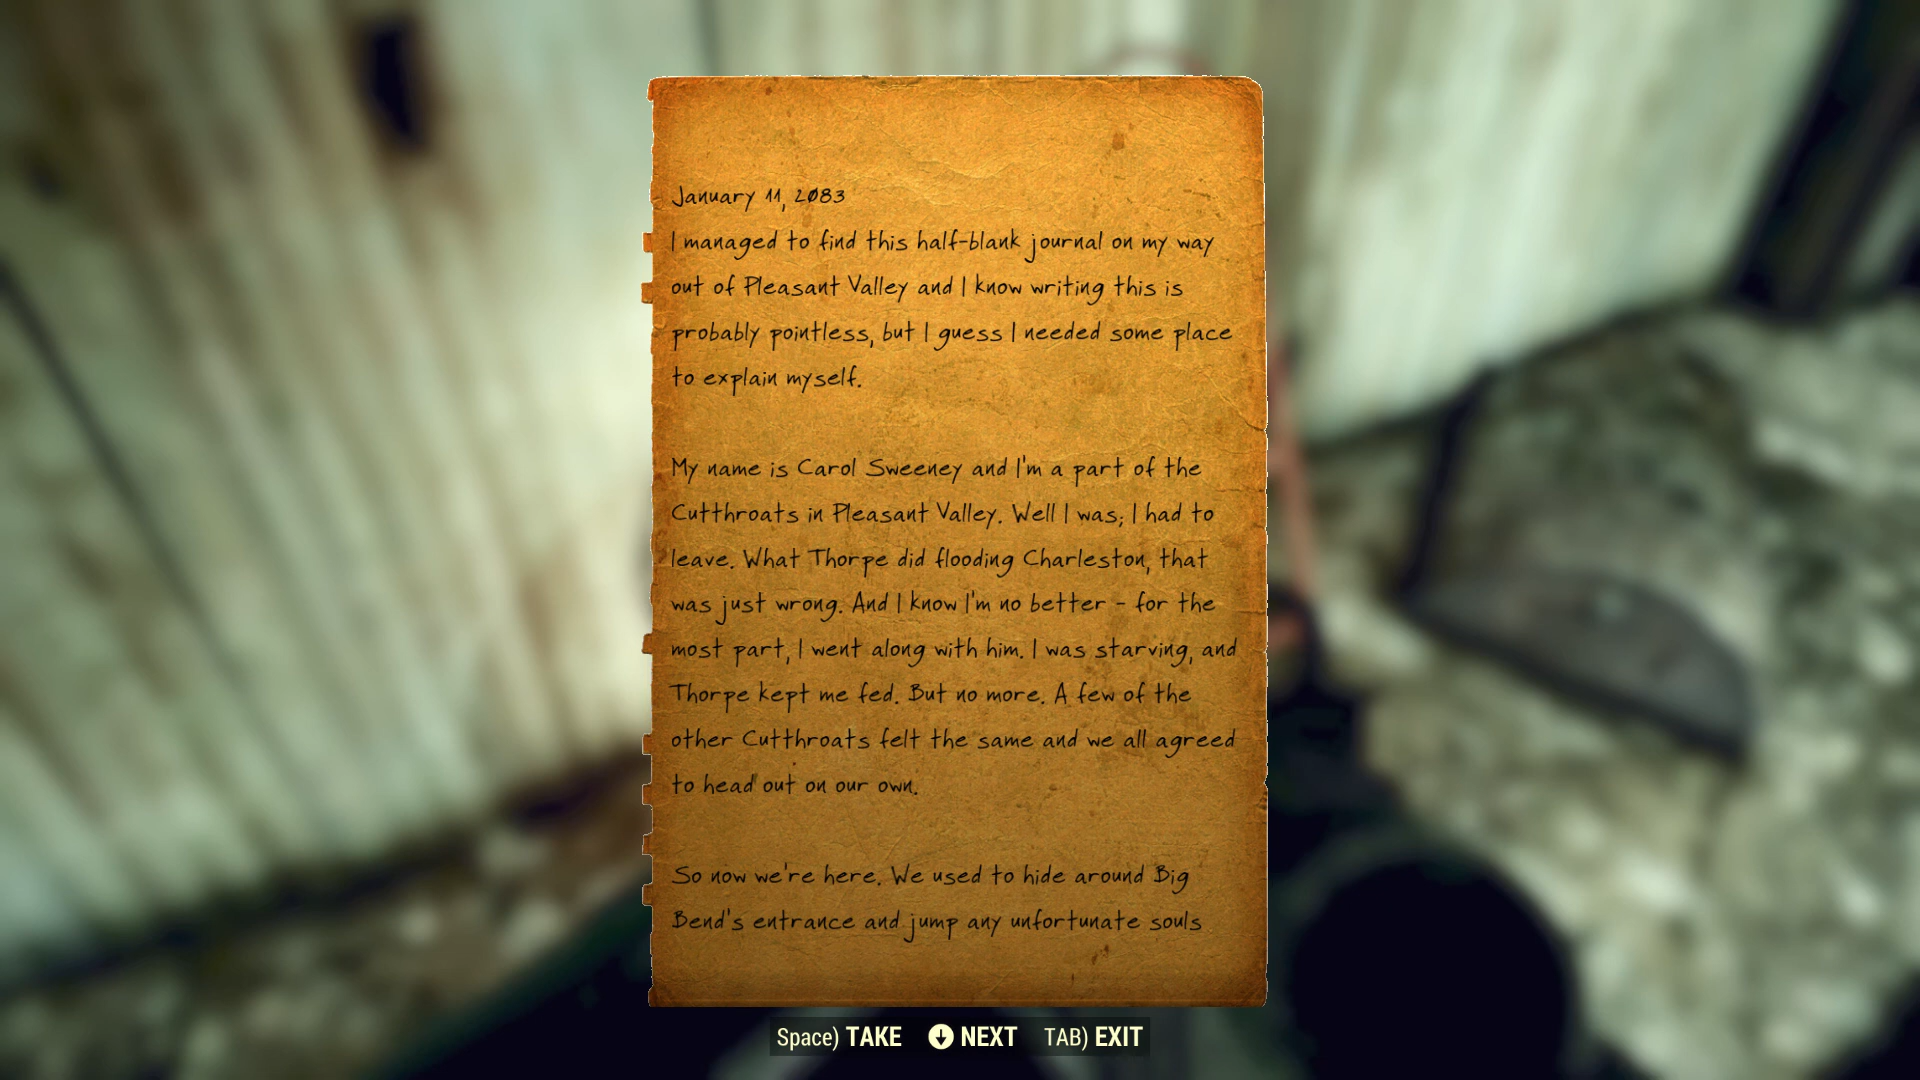 January 11, 2083
I managed to find this half-blank journal on my way
out of Pleasant Valley and I know writing this is
probably pointless, but I guess I needed some place
to explain myself.
My name is Carol Sweeney and I'm a part of the
Cutthroats in Pleasant Valley. Well I was; I had to
leave. What Thorpe did flooding Charleston, that
was just wrong. And I know I'm no better - for the
most part, I went along with him. I was starving, and
Thorpe kept me fed. But no more. A few of the
other Cutthroats felt the same and we all agreed
to head out on our own.
So now we're here. We used to hide around Big
Bend's entrance and jump any unfortunate souls
Space) TAKE NEXT TAB) EXIT